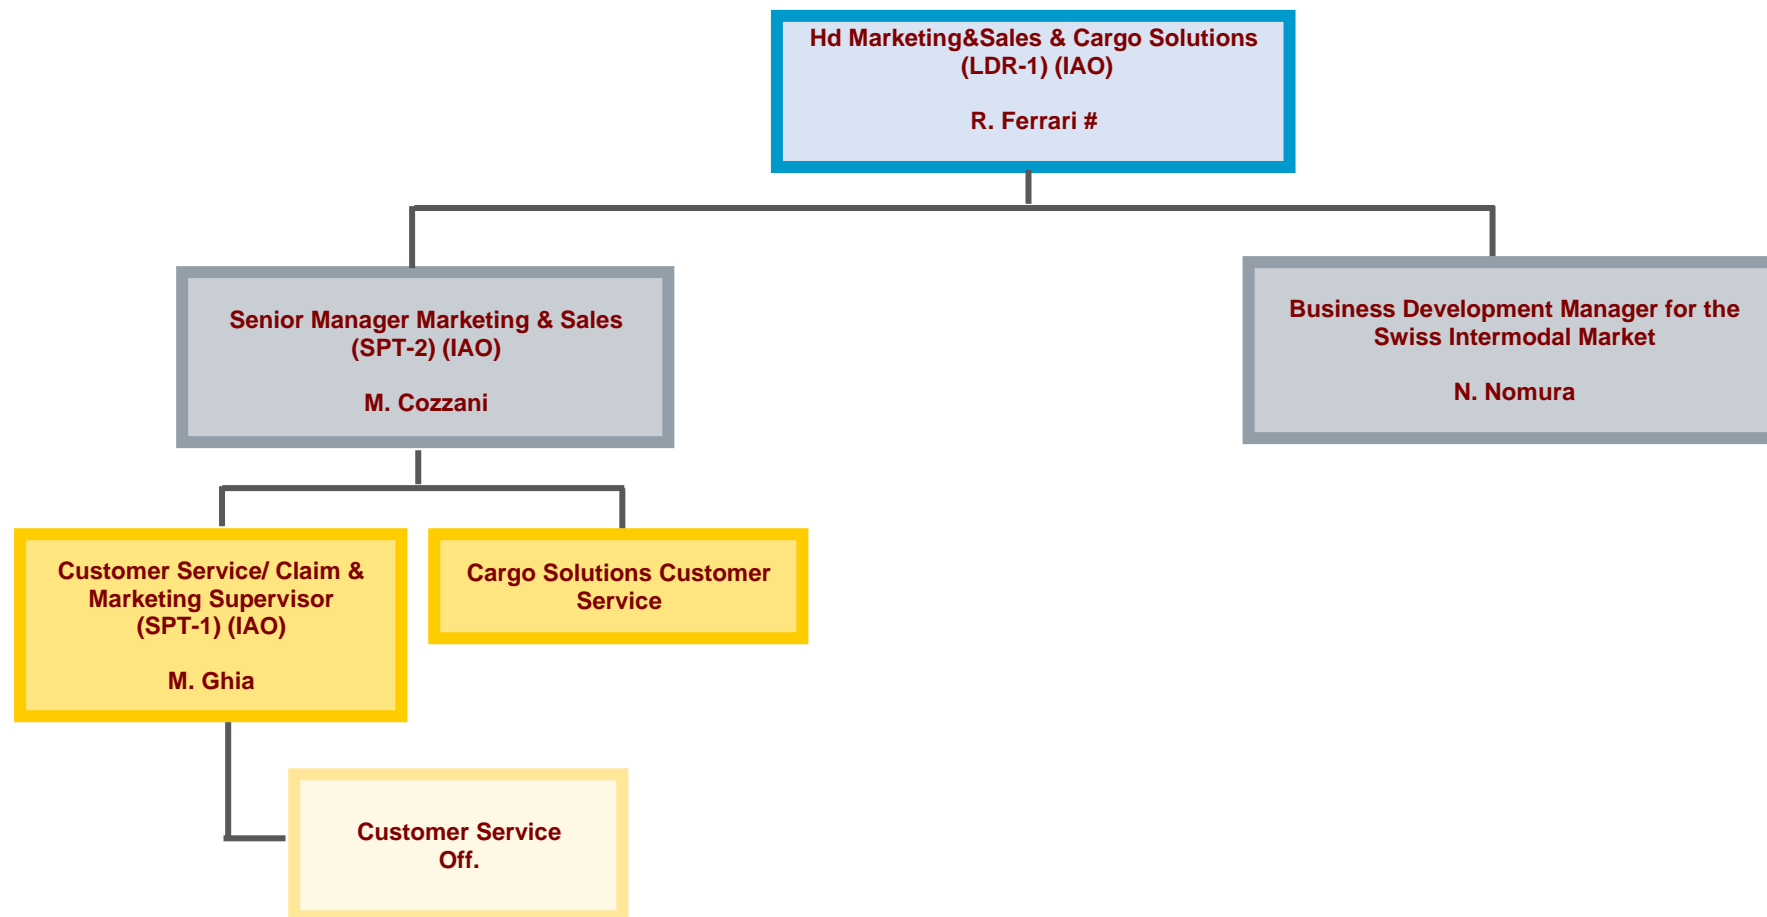 Hd Marketing&Sales & Cargo Solutions
(LDR-1) (IAO)
R. Ferrari #
Senior Manager Marketing & Sales
(SPT-2) (IAO)
M. Cozzani
Business Development Manager for the
Swiss Intermodal Market
N. Nomura
Customer Service/ Claim &
Marketing Supervisor
(SPT-1) (IAO)
M. Ghia
Cargo Solutions Customer
Service
Customer Service
Off.